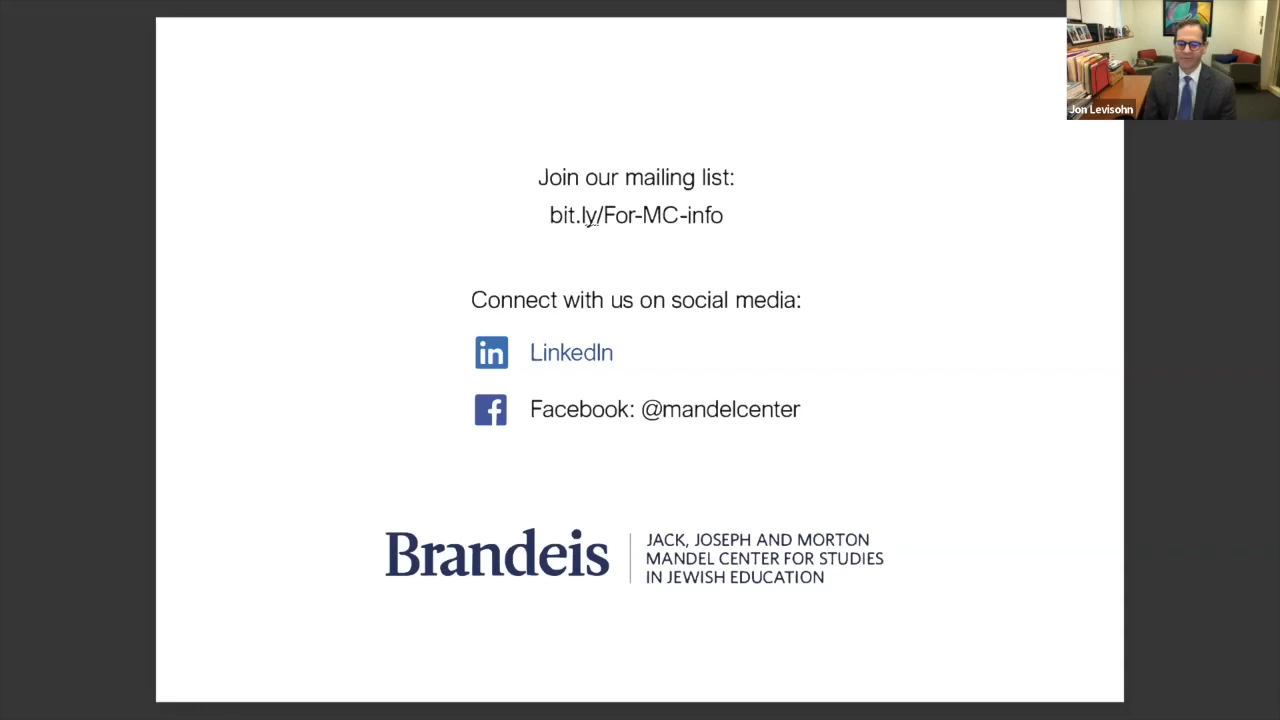 Jon Levisohn
Join our mailing list:
bit.ly/For-MC-info
Connect with us on social media:
in LinkedIn
f Facebook: @mandelcenter
Brandeis
JACK, JOSEPH AND MORTON
MANDEL CENTER FOR STUDIES
IN JEWISH EDUCATION